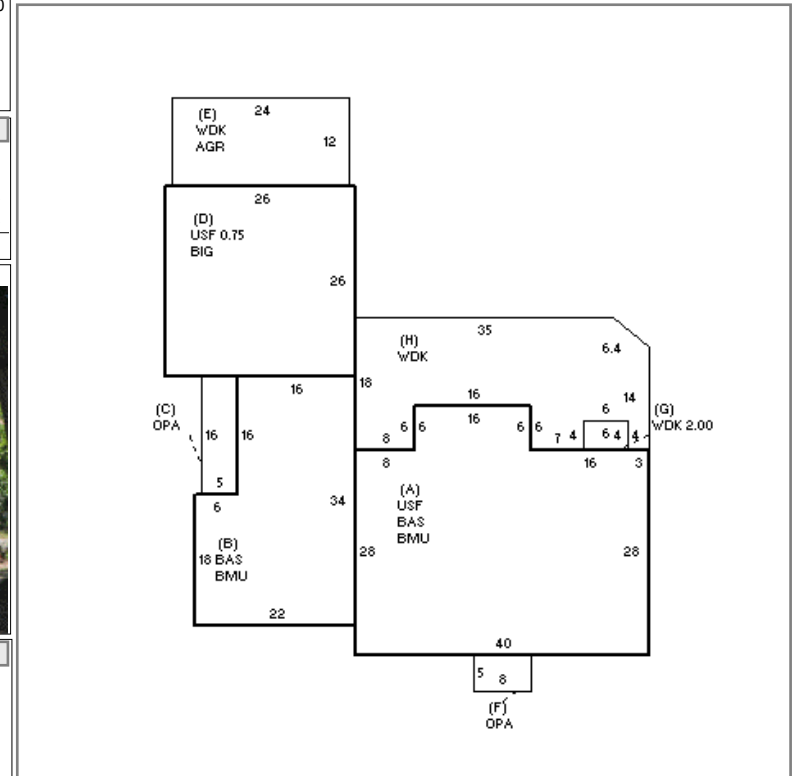 24
(E)
WDK
AGR
12
26
(D)
USF 0.75
BIG
26
35
(H)
WDK
6.4
16
18
16
14
6
(C)
OPA
16
16
8
6
6
16
6
6
7
4
6
4
4
(G)
WDK 2.00
5
6
8
16
3
34
(A)
USF
BAS
BMU
(B)
18 BAS
BMU
28
28
22
40
5
8
(F)
OPA